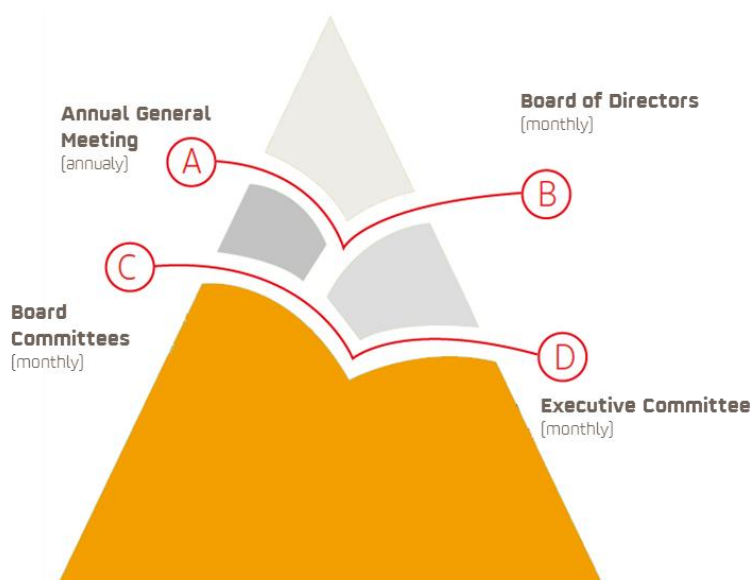 Annual General
Meeting
(annualy)
A
Board of Directors
(monthly)
B
C
Board
Committees
(monthly)
D
Executive Committee
(monthly)